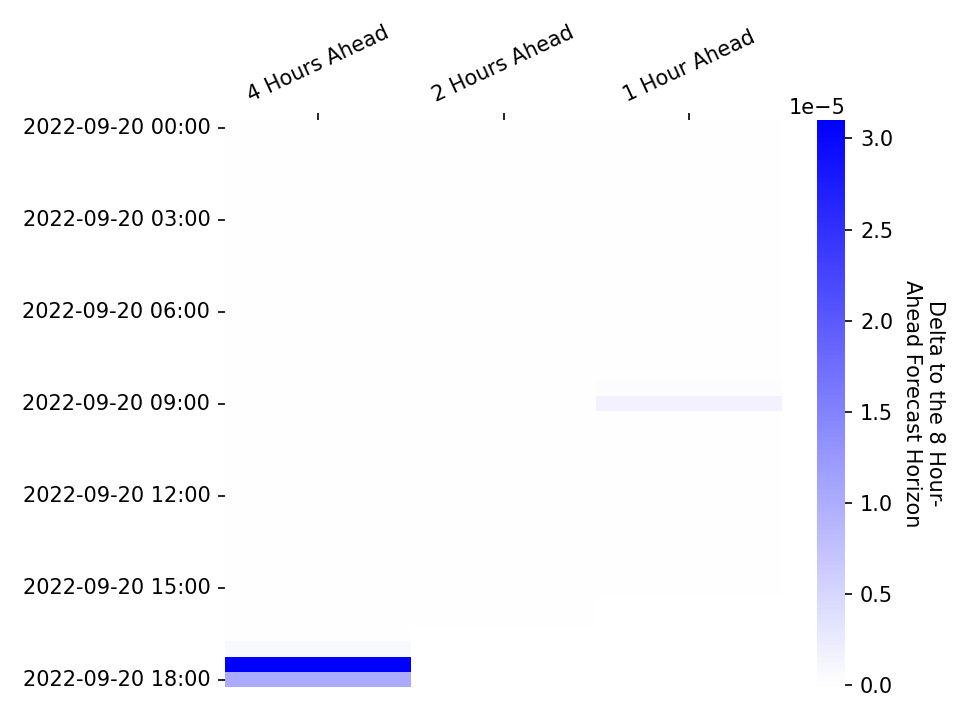 4 Hours Ahead
2 Hours Ahead
1 Hour Ahead
1e−5
2022-09-20 00:00
2022-09-20 03:00
2022-09-20 06:00
2022-09-20 09:00
2022-09-20 12:00
2022-09-20 15:00
2022-09-20 18:00
3.0
2.5
2.0
1.5
1.0
0.5
0.0
Delta to the 8 Hour-
Ahead Forecast Horizon